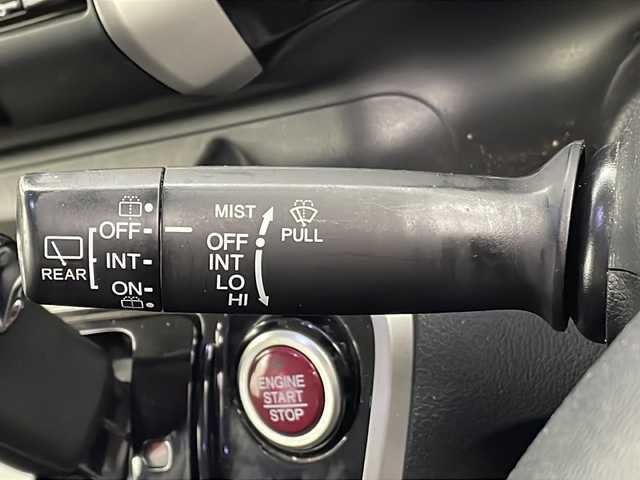 REAR
OFF
INT
ON
MIST
OFF
INT
LO
HI
PULL
ENGINE
START
STOP